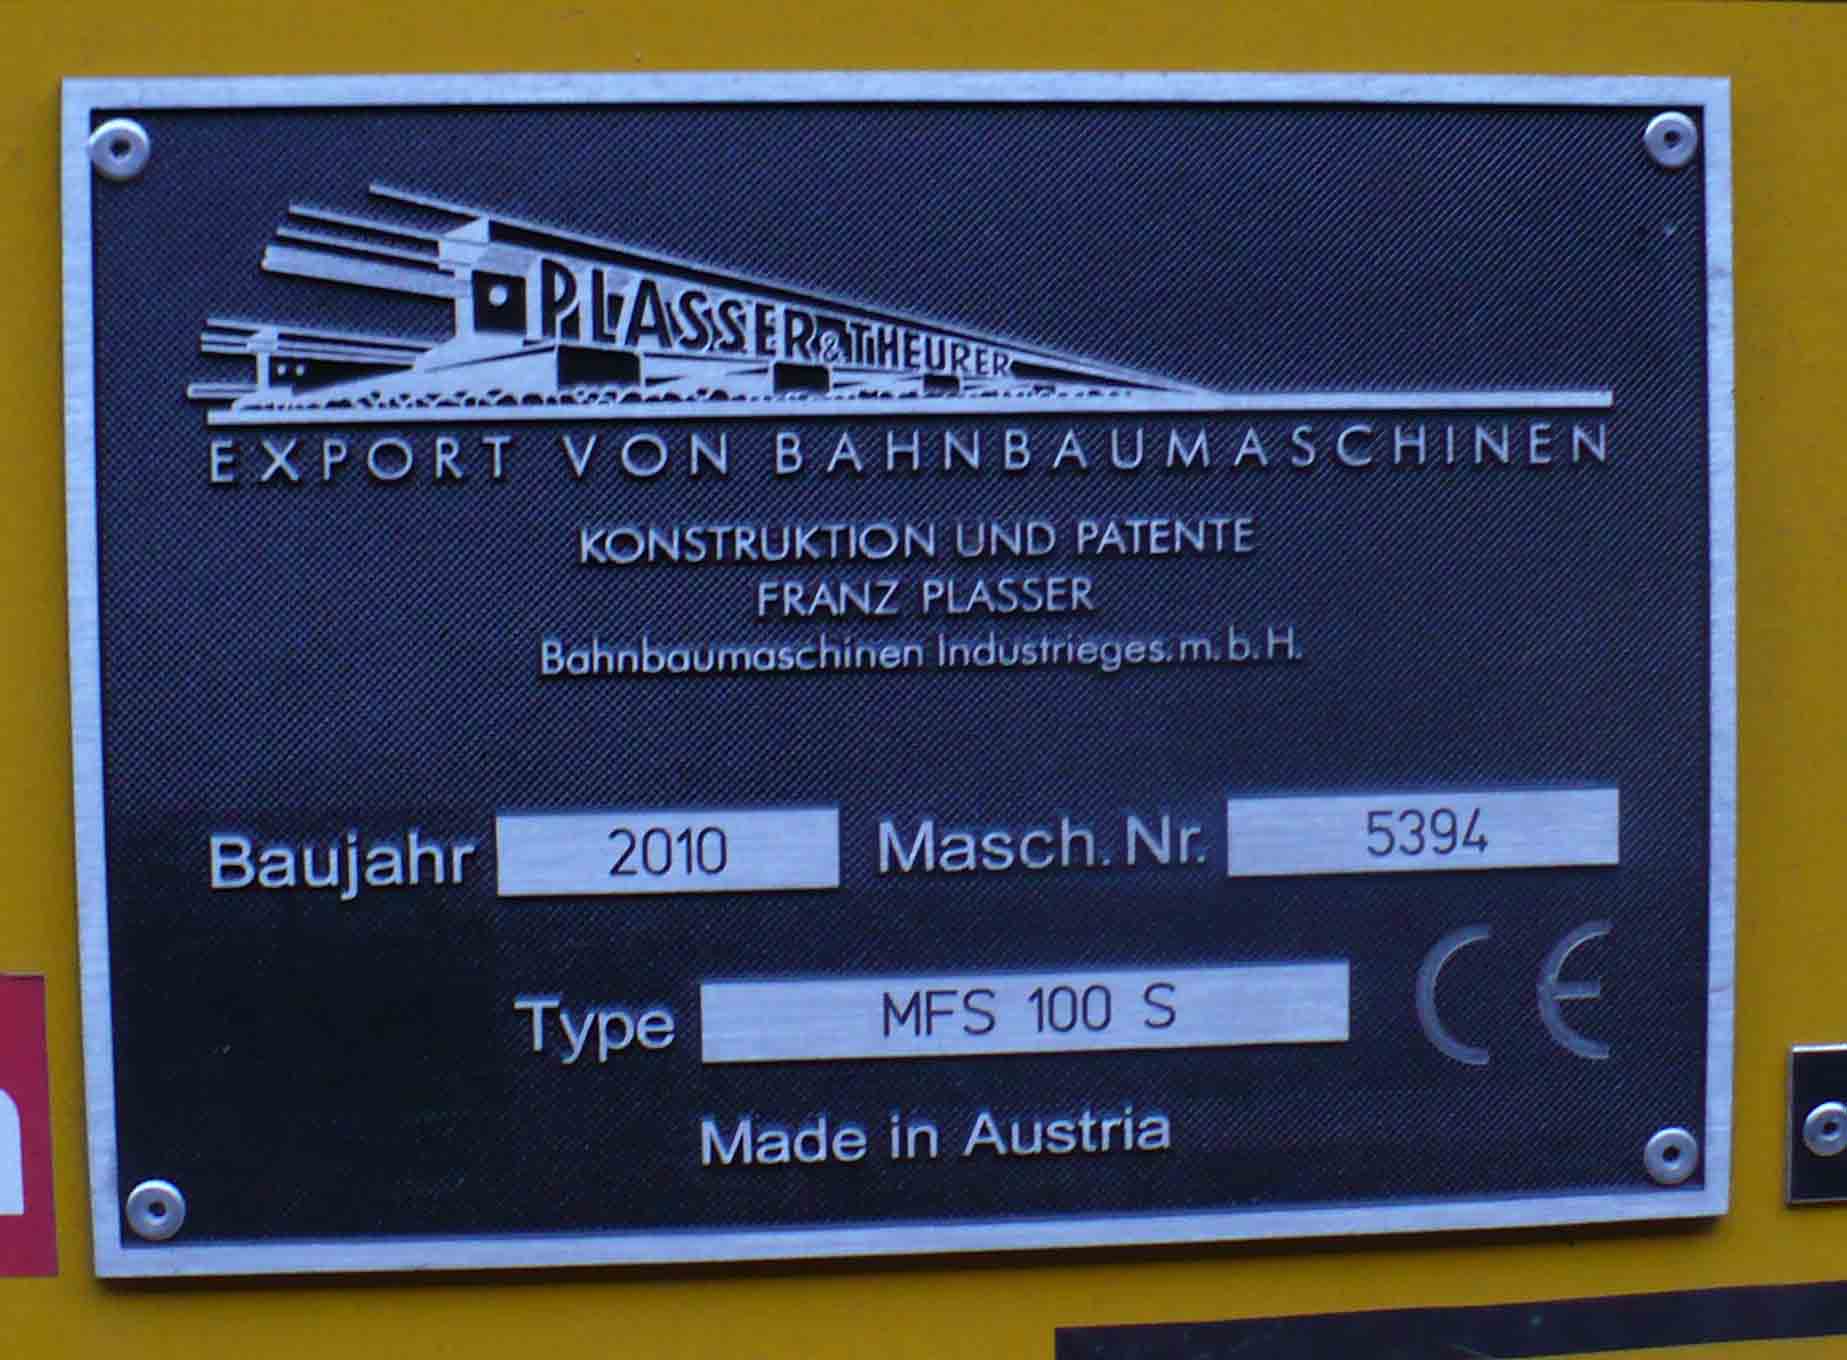 PLASSER & THEURER
EXPORT VON BAHNBAUMASCHINEN
KONSTRUKTION UND PATENTE
FRANZ PLASSER
Bahnbaumaschinen Industrieges.m.b.H.
Baujahr 2010 Masch.Nr. 5394
Type MFS 100 S CE
Made in Austria